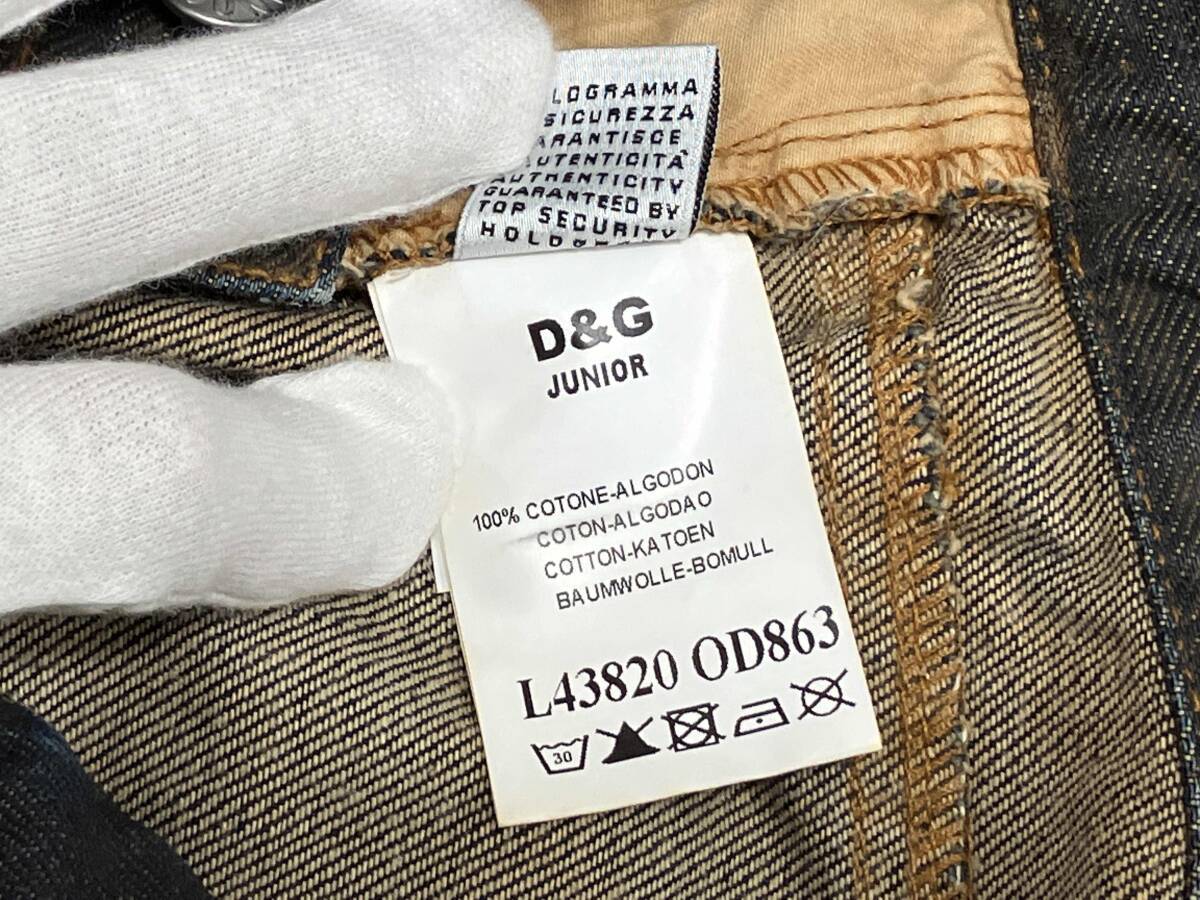 LOGRAMMA
SICUREZZA
ARANTISCE
UTENTICITÀ
AUTHENTICITY
GUARANTEED BY
TOP SECURITY
D&G
JUNIOR
100% COTONE-ALGODON
COTON-ALGODAO
COTTON-KATOEN
BAUMWOLLE-BOMULL
L43820 OD863
30